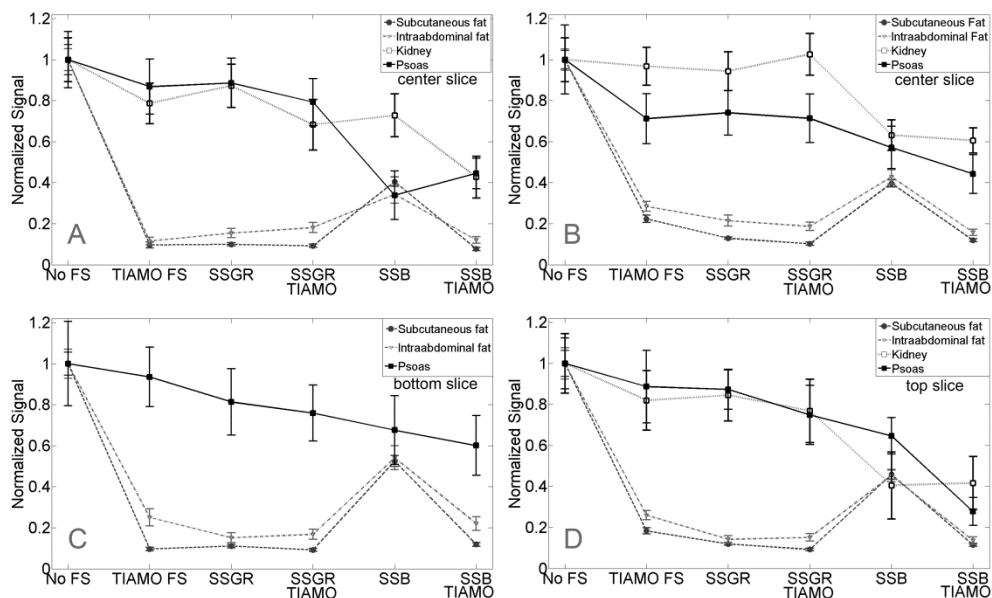 1.2
1
0.8
0.6
0.4
0.2
0
Normalized Signal
Subcutaneous fat
Intraabdominal fat
Kidney
Psoas
center slice
A
No FS
TIAMO FS
SSGR
SSGR
TIAMO
SSB
SSB
TIAMO
1.2
1
0.8
0.6
0.4
0.2
0
Normalized Signal
Subcutaneous Fat
Intraabdominal Fat
Kidney
Psoas
center slice
B
No FS
TIAMO FS
SSGR
SSGR
TIAMO
SSB
SSB
TIAMO
1.2
1
0.8
0.6
0.4
0.2
0
Normalized Signal
Subcutaneous fat
Intraabdominal fat
Psoas
bottom slice
C
No FS
TIAMO FS
SSGR
SSGR
TIAMO
SSB
SSB
TIAMO
1.2
1
0.8
0.6
0.4
0.2
0
Normalized Signal
Subcutaneous fat
Intraabdominal fat
Kidney
Psoas
top slice
D
No FS
TIAMO FS
SSGR
SSGR
TIAMO
SSB
SSB
TIAMO